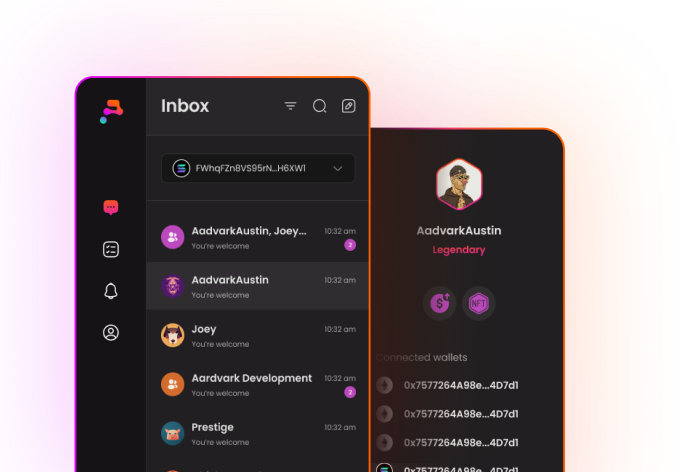 Inbox
FWhqFZn8VS95rN...H6XW1
AadvarkAustin, Joey...
10:32 am
You're welcome
2
AadvarkAustin
10:32 am
You're welcome
Joey
10:32 am
You're welcome
Aardvark Development
10:32 am
You're welcome
2
Prestige
10:32 am
You're welcome
AadvarkAustin
Legendary
$
NFT
Connected wallets
0x7577264A98e...4D7d1
0x7577264A98e...4D7d1
0x7577264A98e...4D7d1
0x7577264A98e...4D7d1